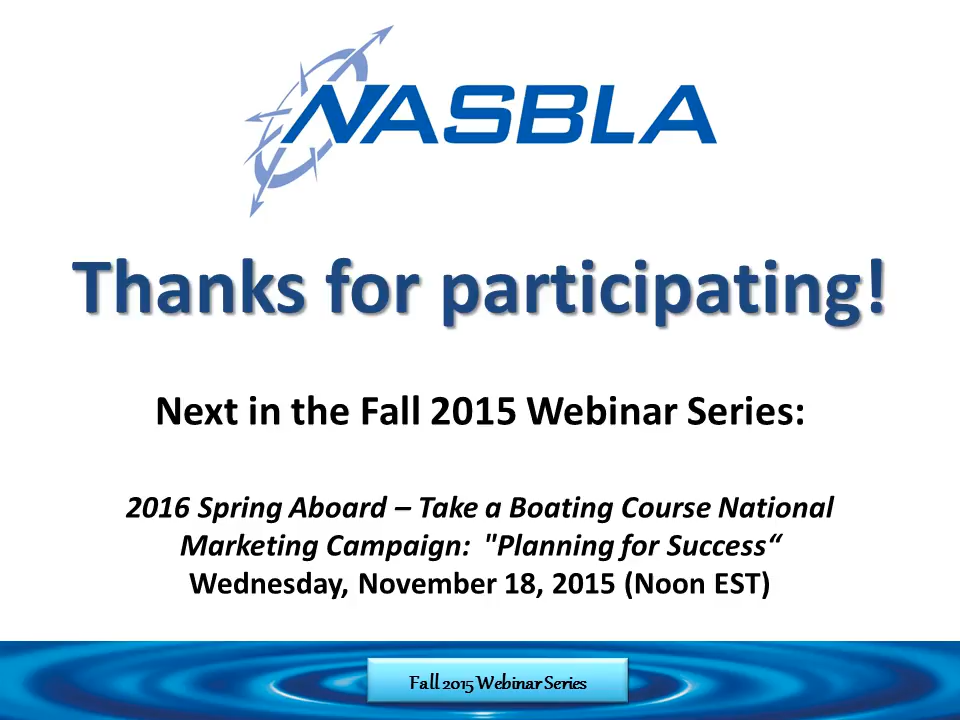 NASBLA
Thanks for participating!
Next in the Fall 2015 Webinar Series:
2016 Spring Aboard – Take a Boating Course National
Marketing Campaign:  "Planning for Success“
Wednesday, November 18, 2015 (Noon EST)
Fall 2015 Webinar Series